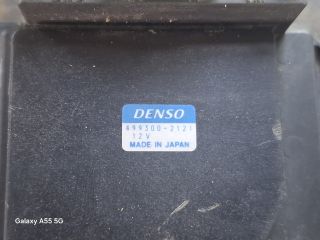 DENSO
499300-2121
12V
MADE IN JAPAN
Galaxy A55 5G